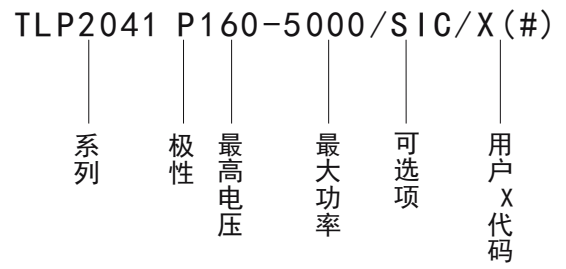 TLP2041 P160-5000/SIC/X(#)
系列
极性
最高电压
最大功率
可选项
用户X代码